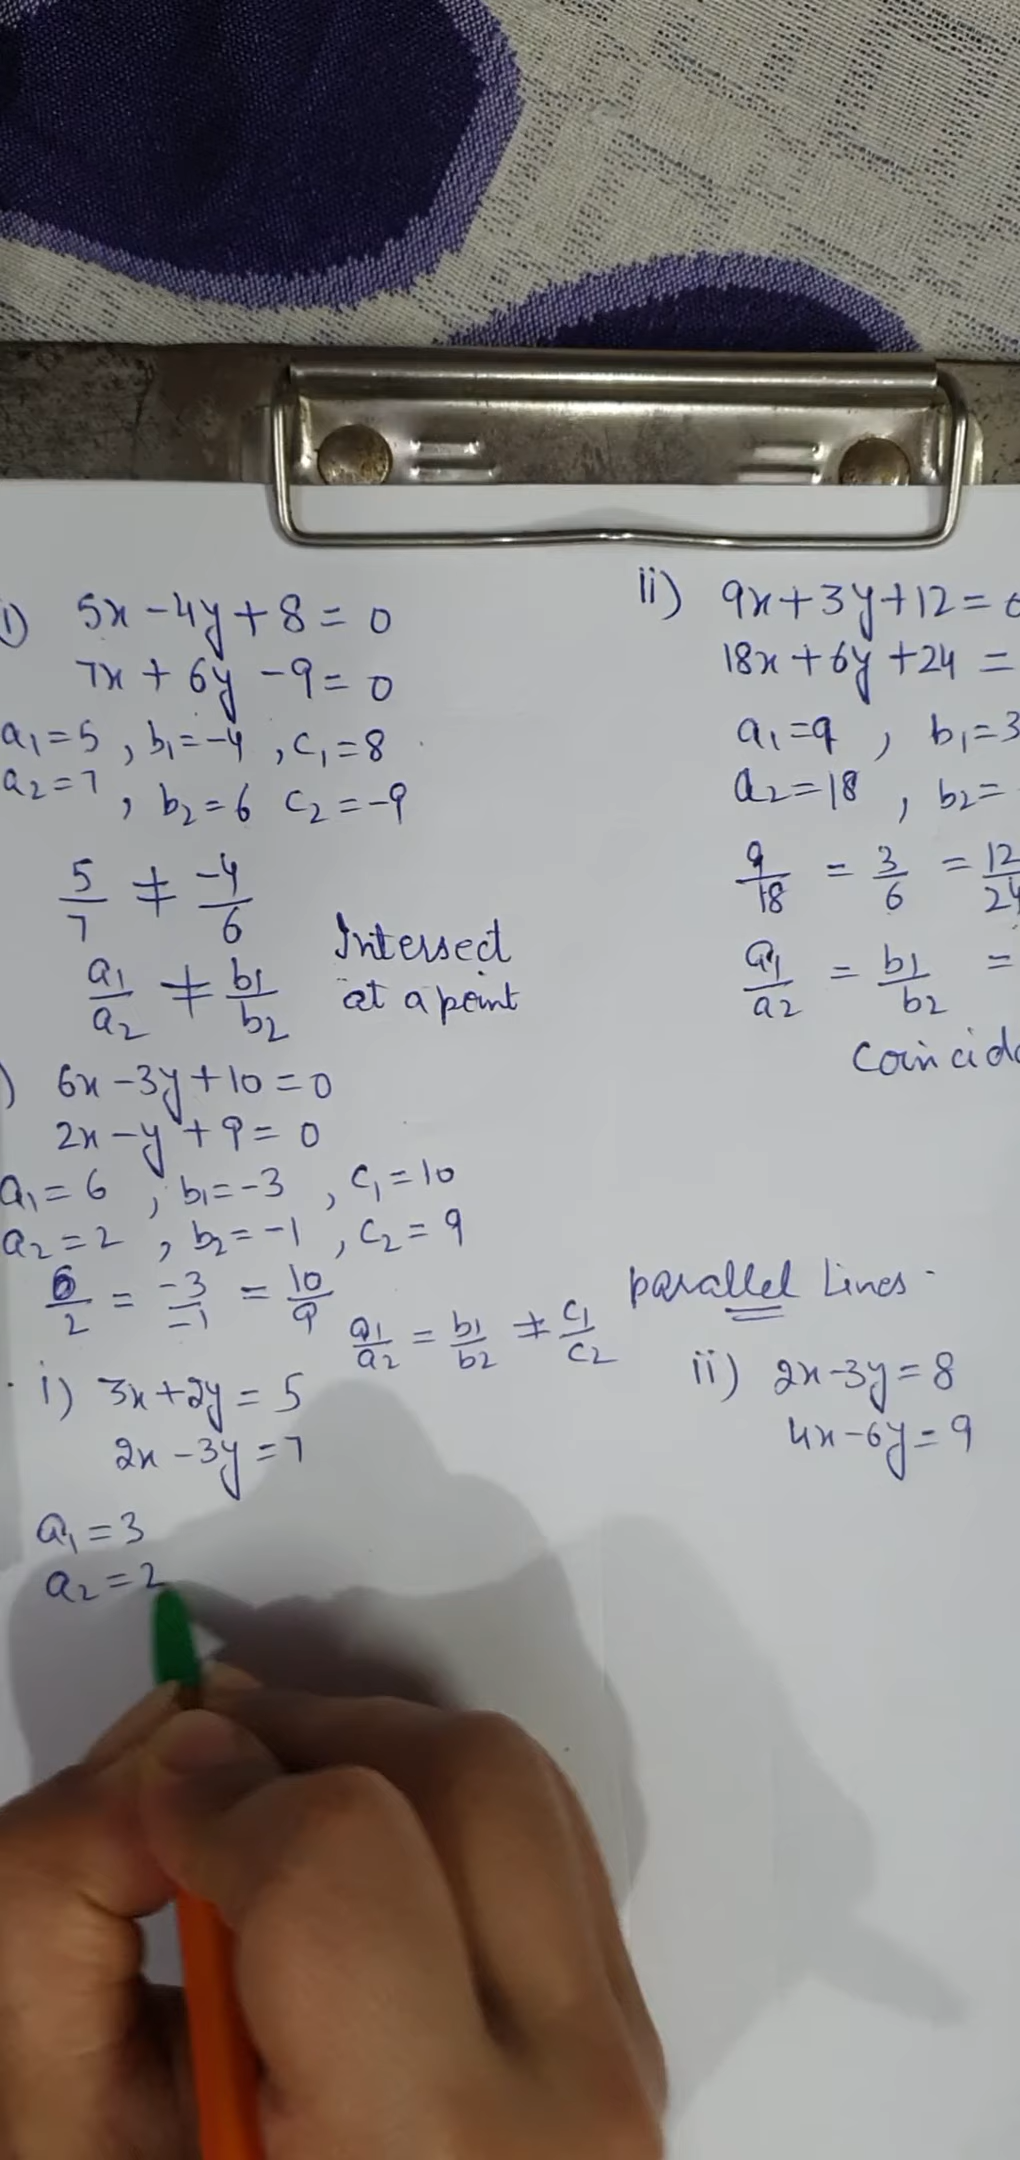 i) 5x - 4y + 8 = 0
7x + 6y - 9 = 0
a₁ = 5 , b₁ = -4 , c₁ = 8
a₂ = 7 , b₂ = 6 c₂ = -9
5/7 ≠ -4/6
a₁/a₂ ≠ b₁/b₂
Intersect
at a point
ii) 9x + 3y + 12 = 0
18x + 6y + 24 =
a₁ = 9 , b₁ = 3
a₂ = 18 , b₂ =
9/18 = 3/6 = 12/24
a₁/a₂ = b₁/b₂ =
) 6x - 3y + 10 = 0
2x - y + 9 = 0
a₁ = 6 , b₁ = -3 , c₁ = 10
a₂ = 2 , b₂ = -1 , c₂ = 9
6/2 = -3/-1 = 10/9
a₁/a₂ = b₁/b₂ ≠ c₁/c₂
parallel Lines.
i) 3x + 2y = 5
2x - 3y = 7
a₁ = 3
a₂ = 2
ii) 2x - 3y = 8
4x - 6y = 9